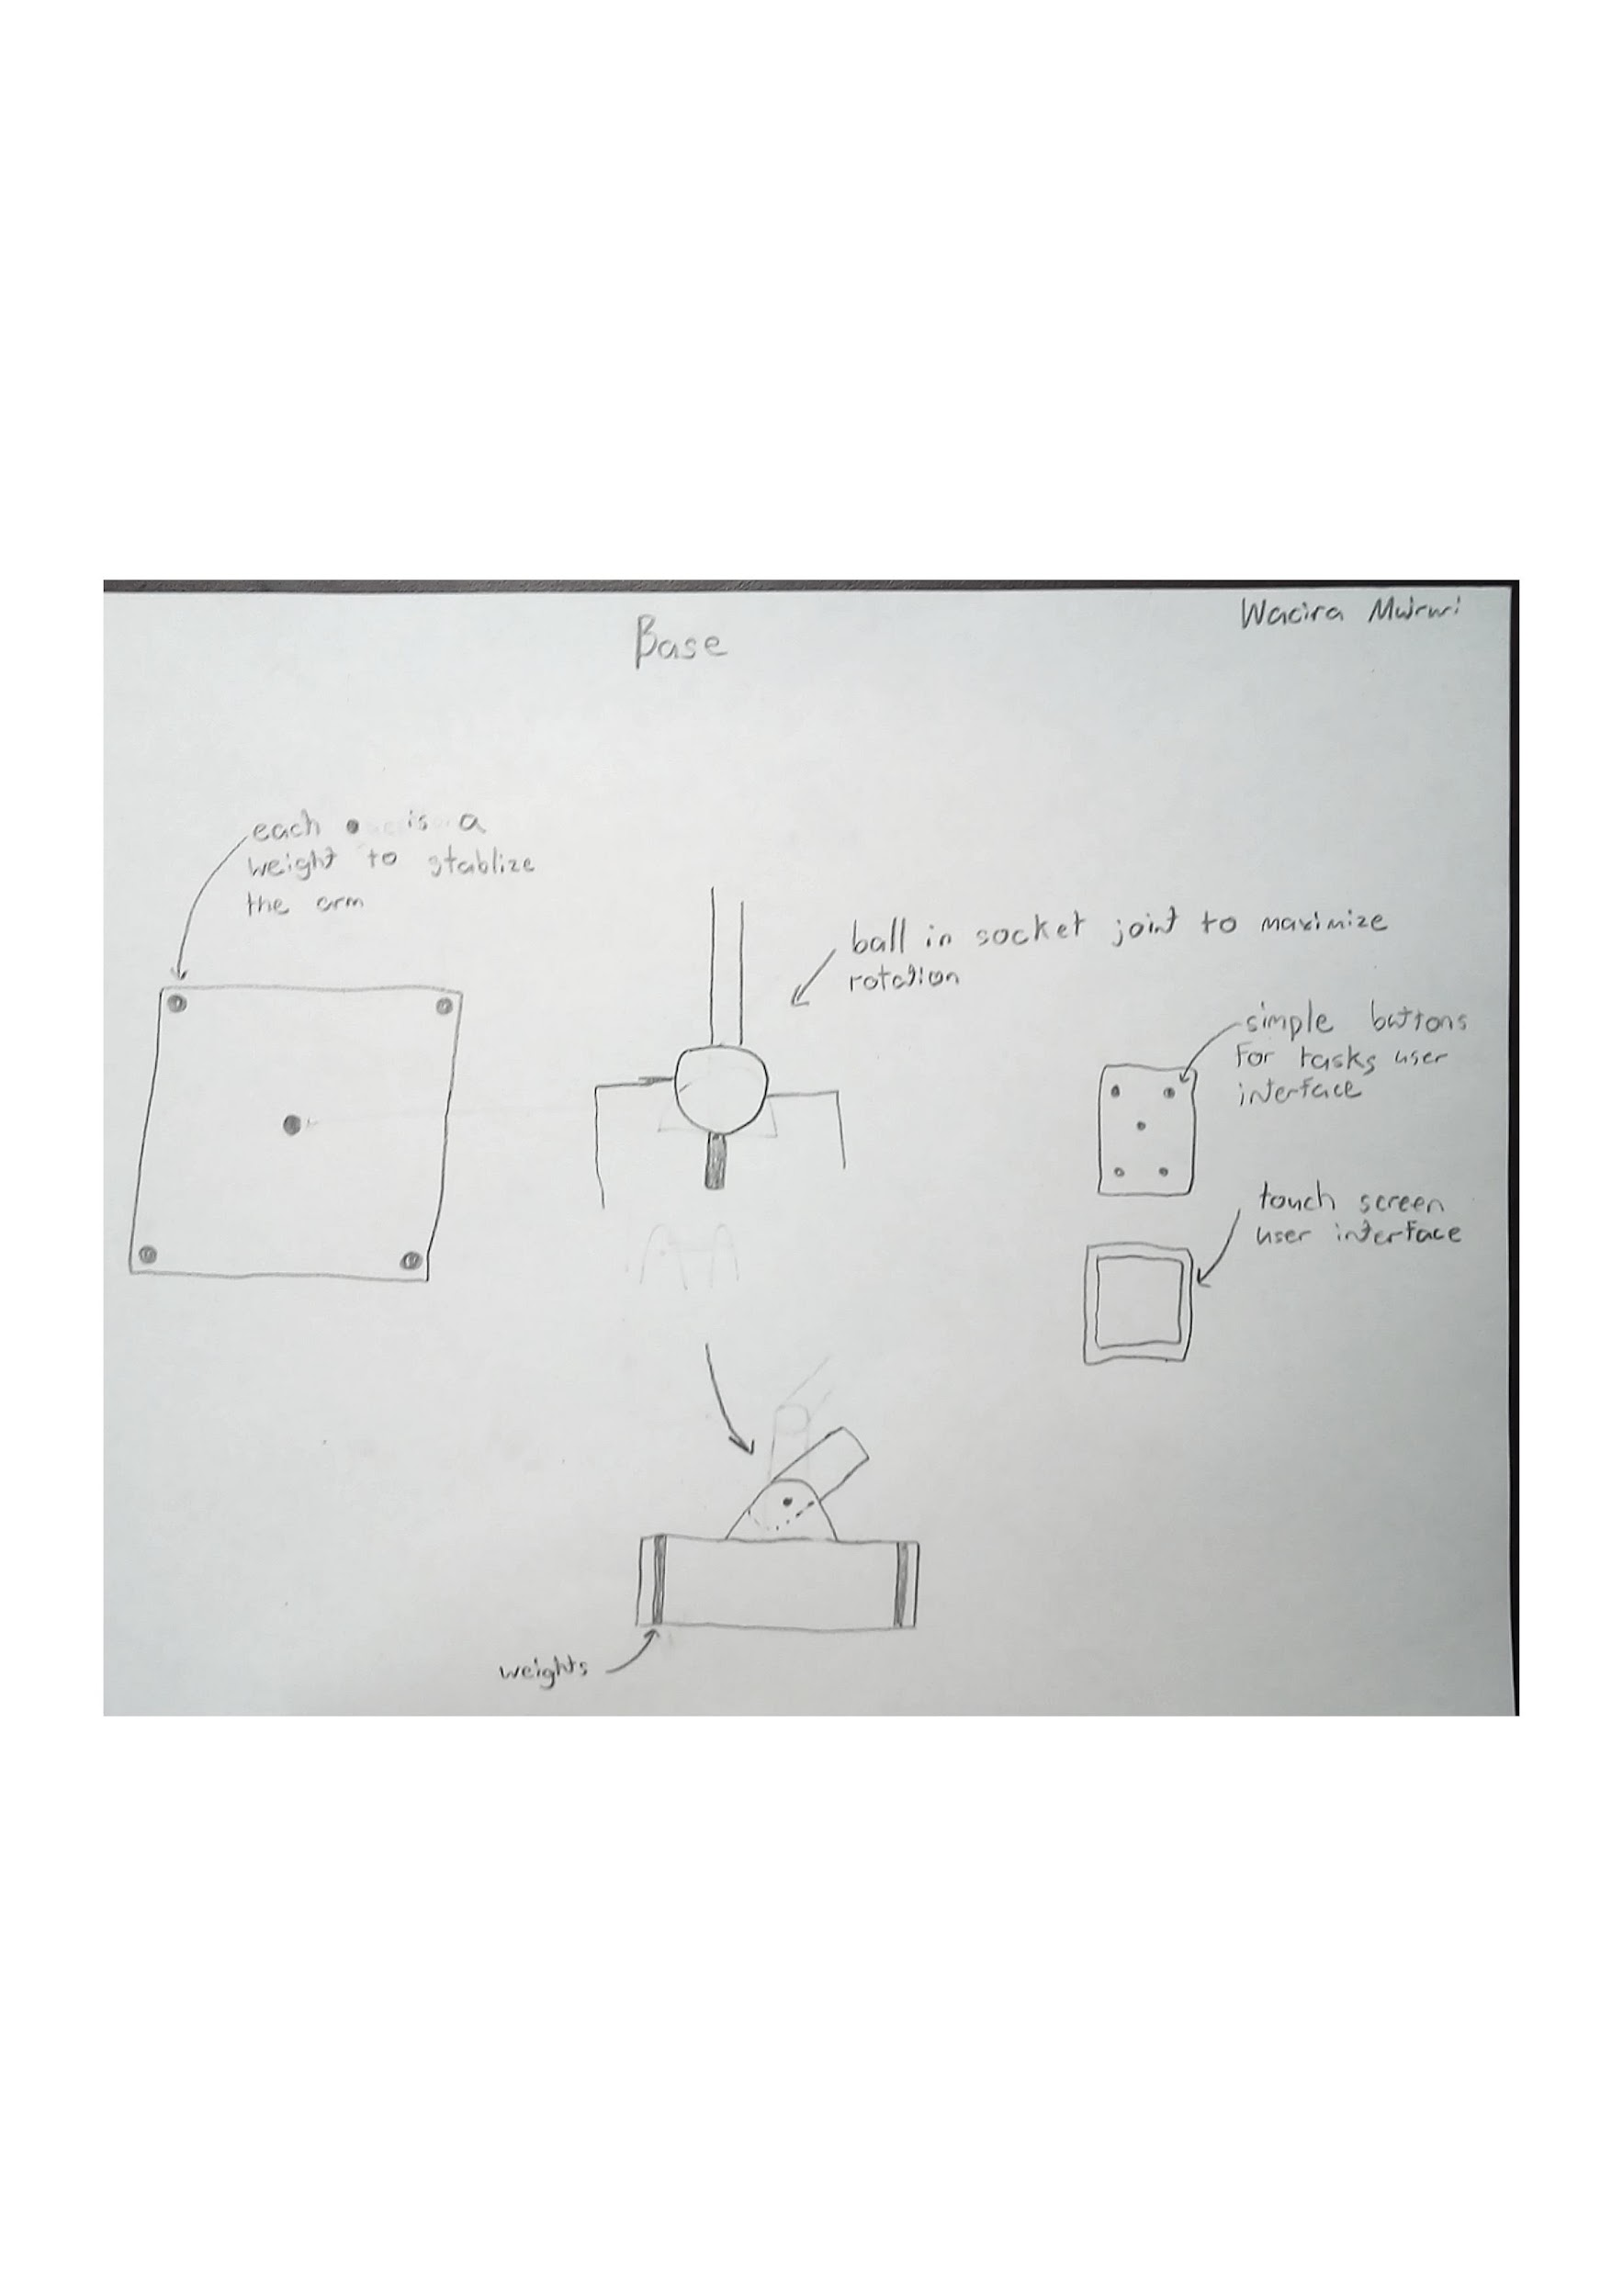 Base
Wacira Muiruri
each • is a
weight to stablize
the arm
ball in socket joint to maximize
rotation
simple buttons
For tasks user
interface
touch screen
user interface
weights